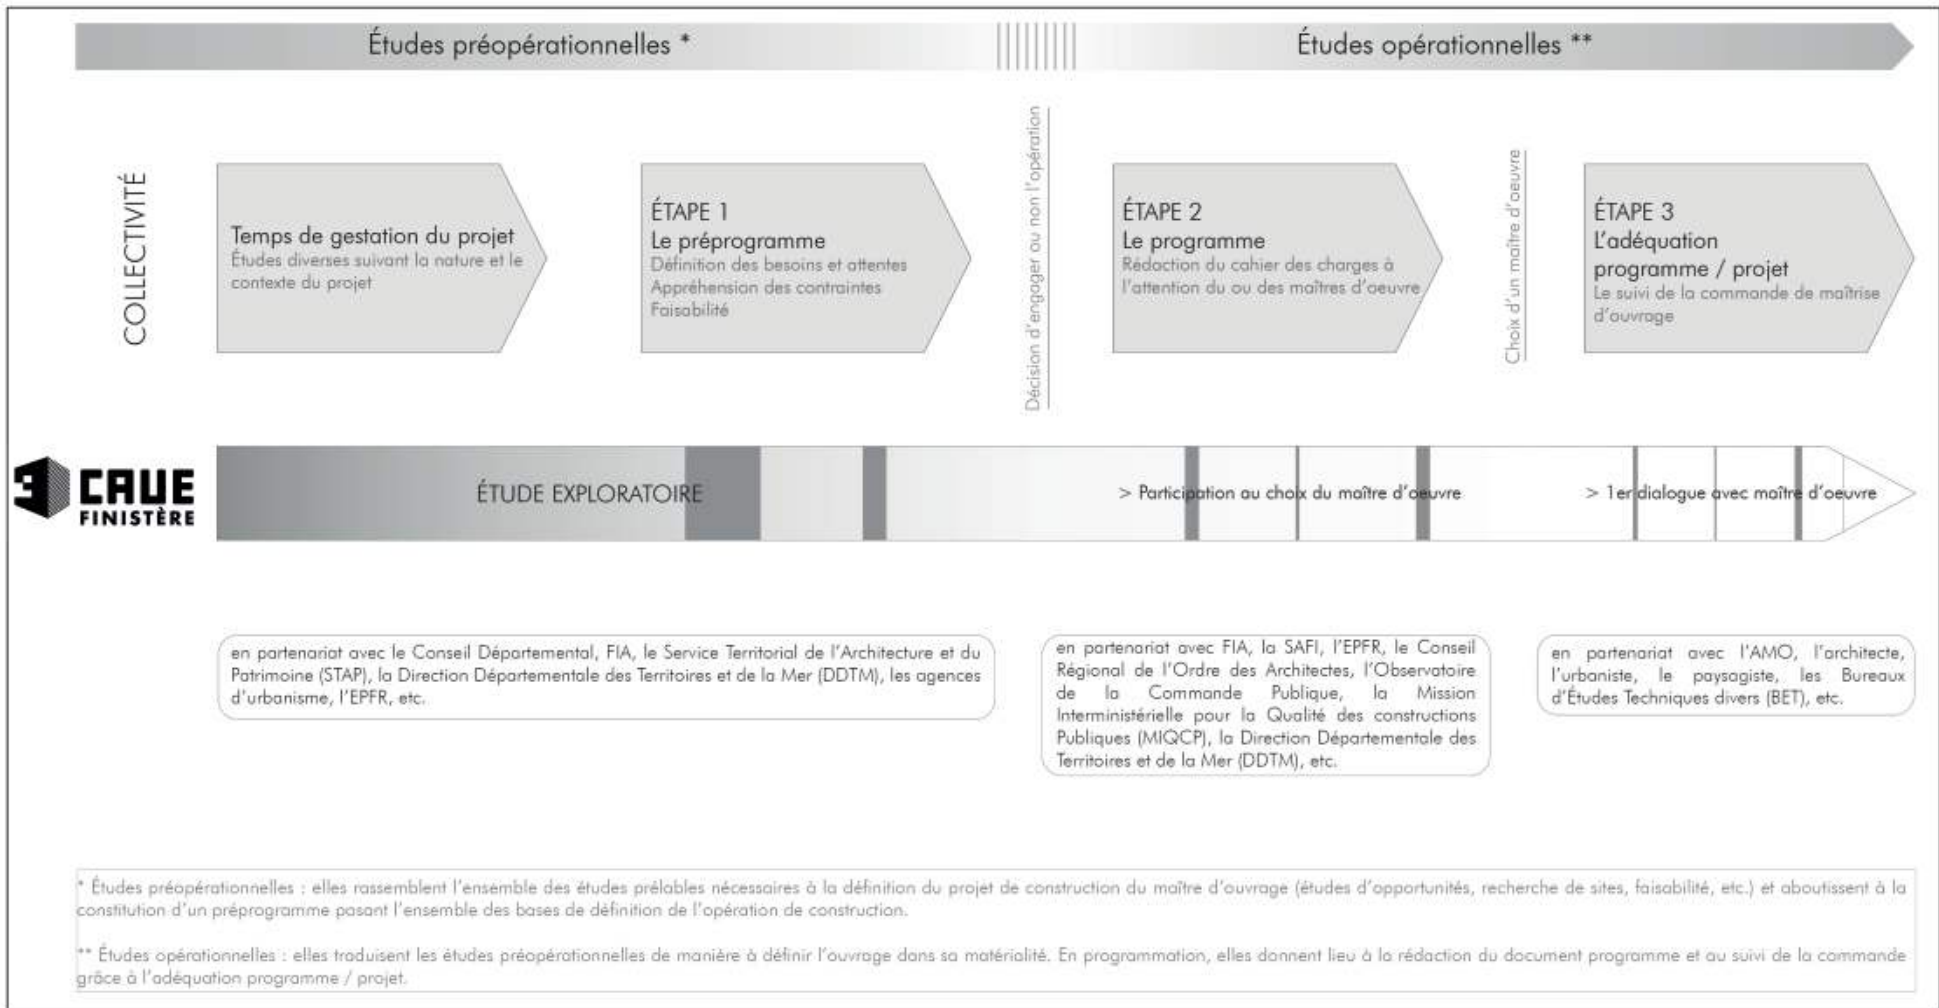 Études préopérationnelles *
Études opérationnelles **
COLLECTIVITÉ
Temps de gestation du projet
Études diverses suivant la nature et le
contexte du projet
ÉTAPE 1
Le préprogramme
Définition des besoins et attentes
Appréhension des contraintes
Faisabilité
Décision d'engager ou non l'opération
ÉTAPE 2
Le programme
Rédaction du cahier des charges à
l'attention du ou des maîtres d'oeuvre
Choix d'un maître d'oeuvre
ÉTAPE 3
L'adéquation
programme / projet
Le suivi de la commande de maîtrise
d'ouvrage
CAUE
FINISTÈRE
ÉTUDE EXPLORATOIRE
> Participation au choix du maître d'oeuvre
> 1er dialogue avec maître d'oeuvre
en partenariat avec le Conseil Départemental, FIA, le Service Territorial de l'Architecture et du
Patrimoine (STAP), la Direction Départementale des Territoires et de la Mer (DDTM), les agences
d'urbanisme, l'EPFR, etc.
en partenariat avec FIA, la SAFI, l'EPFR, le Conseil
Régional de l'Ordre des Architectes, l'Observatoire
de la Commande Publique, la Mission
Interministérielle pour la Qualité des constructions
Publiques (MIQCP), la Direction Départementale des
Territoires et de la Mer (DDTM), etc.
en partenariat avec l'AMO, l'architecte,
l'urbaniste, le paysagiste, les Bureaux
d'Études Techniques divers (BET), etc.
* Études préopérationnelles : elles rassemblent l'ensemble des études prélables nécessaires à la définition du projet de construction du maître d'ouvrage (études d'opportunités, recherche de sites, faisabilité, etc.) et aboutissent à la
constitution d'un préprogramme posant l'ensemble des bases de définition de l'opération de construction.
** Études opérationnelles : elles traduisent les études préopérationnelles de manière à définir l'ouvrage dans sa matérialité. En programmation, elles donnent lieu à la rédaction du document programme et au suivi de la commande
grâce à l'adéquation programme / projet.